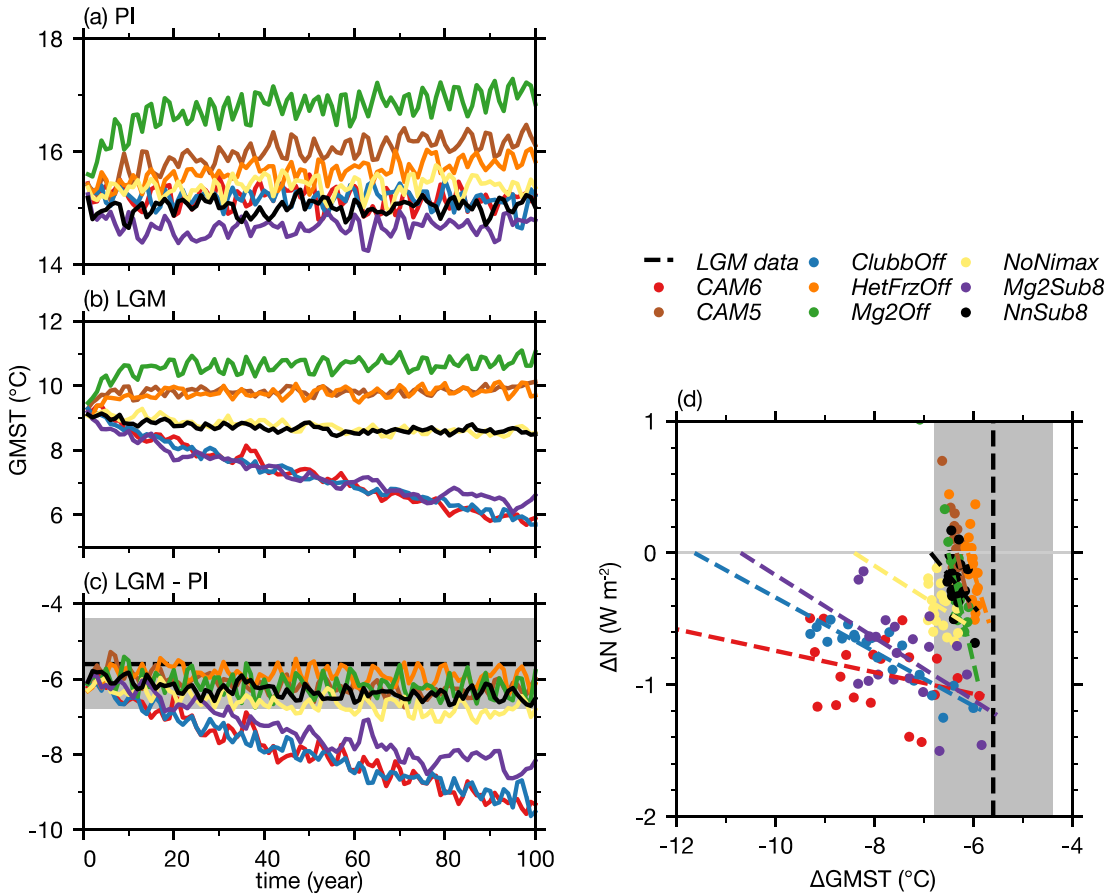 (a) PI
18
16
14
(b) LGM
12
10
8
6
GMST (°C)
(c) LGM - PI
-4
-6
-8
-10
0 20 40 60 80 100
time (year)
LGM data ClubbOff NoNimax
CAM6 HetFrzOff Mg2Sub8
CAM5 Mg2Off NnSub8
(d)
1
0
-1
-2
ΔN (W m-2)
-12 -10 -8 -6 -4
ΔGMST (°C)